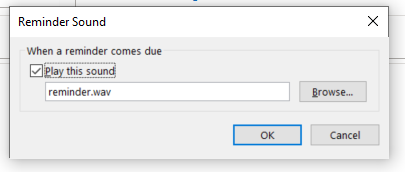 Reminder Sound
When a reminder comes due
Play this sound
reminder.wav
Browse...
OK
Cancel